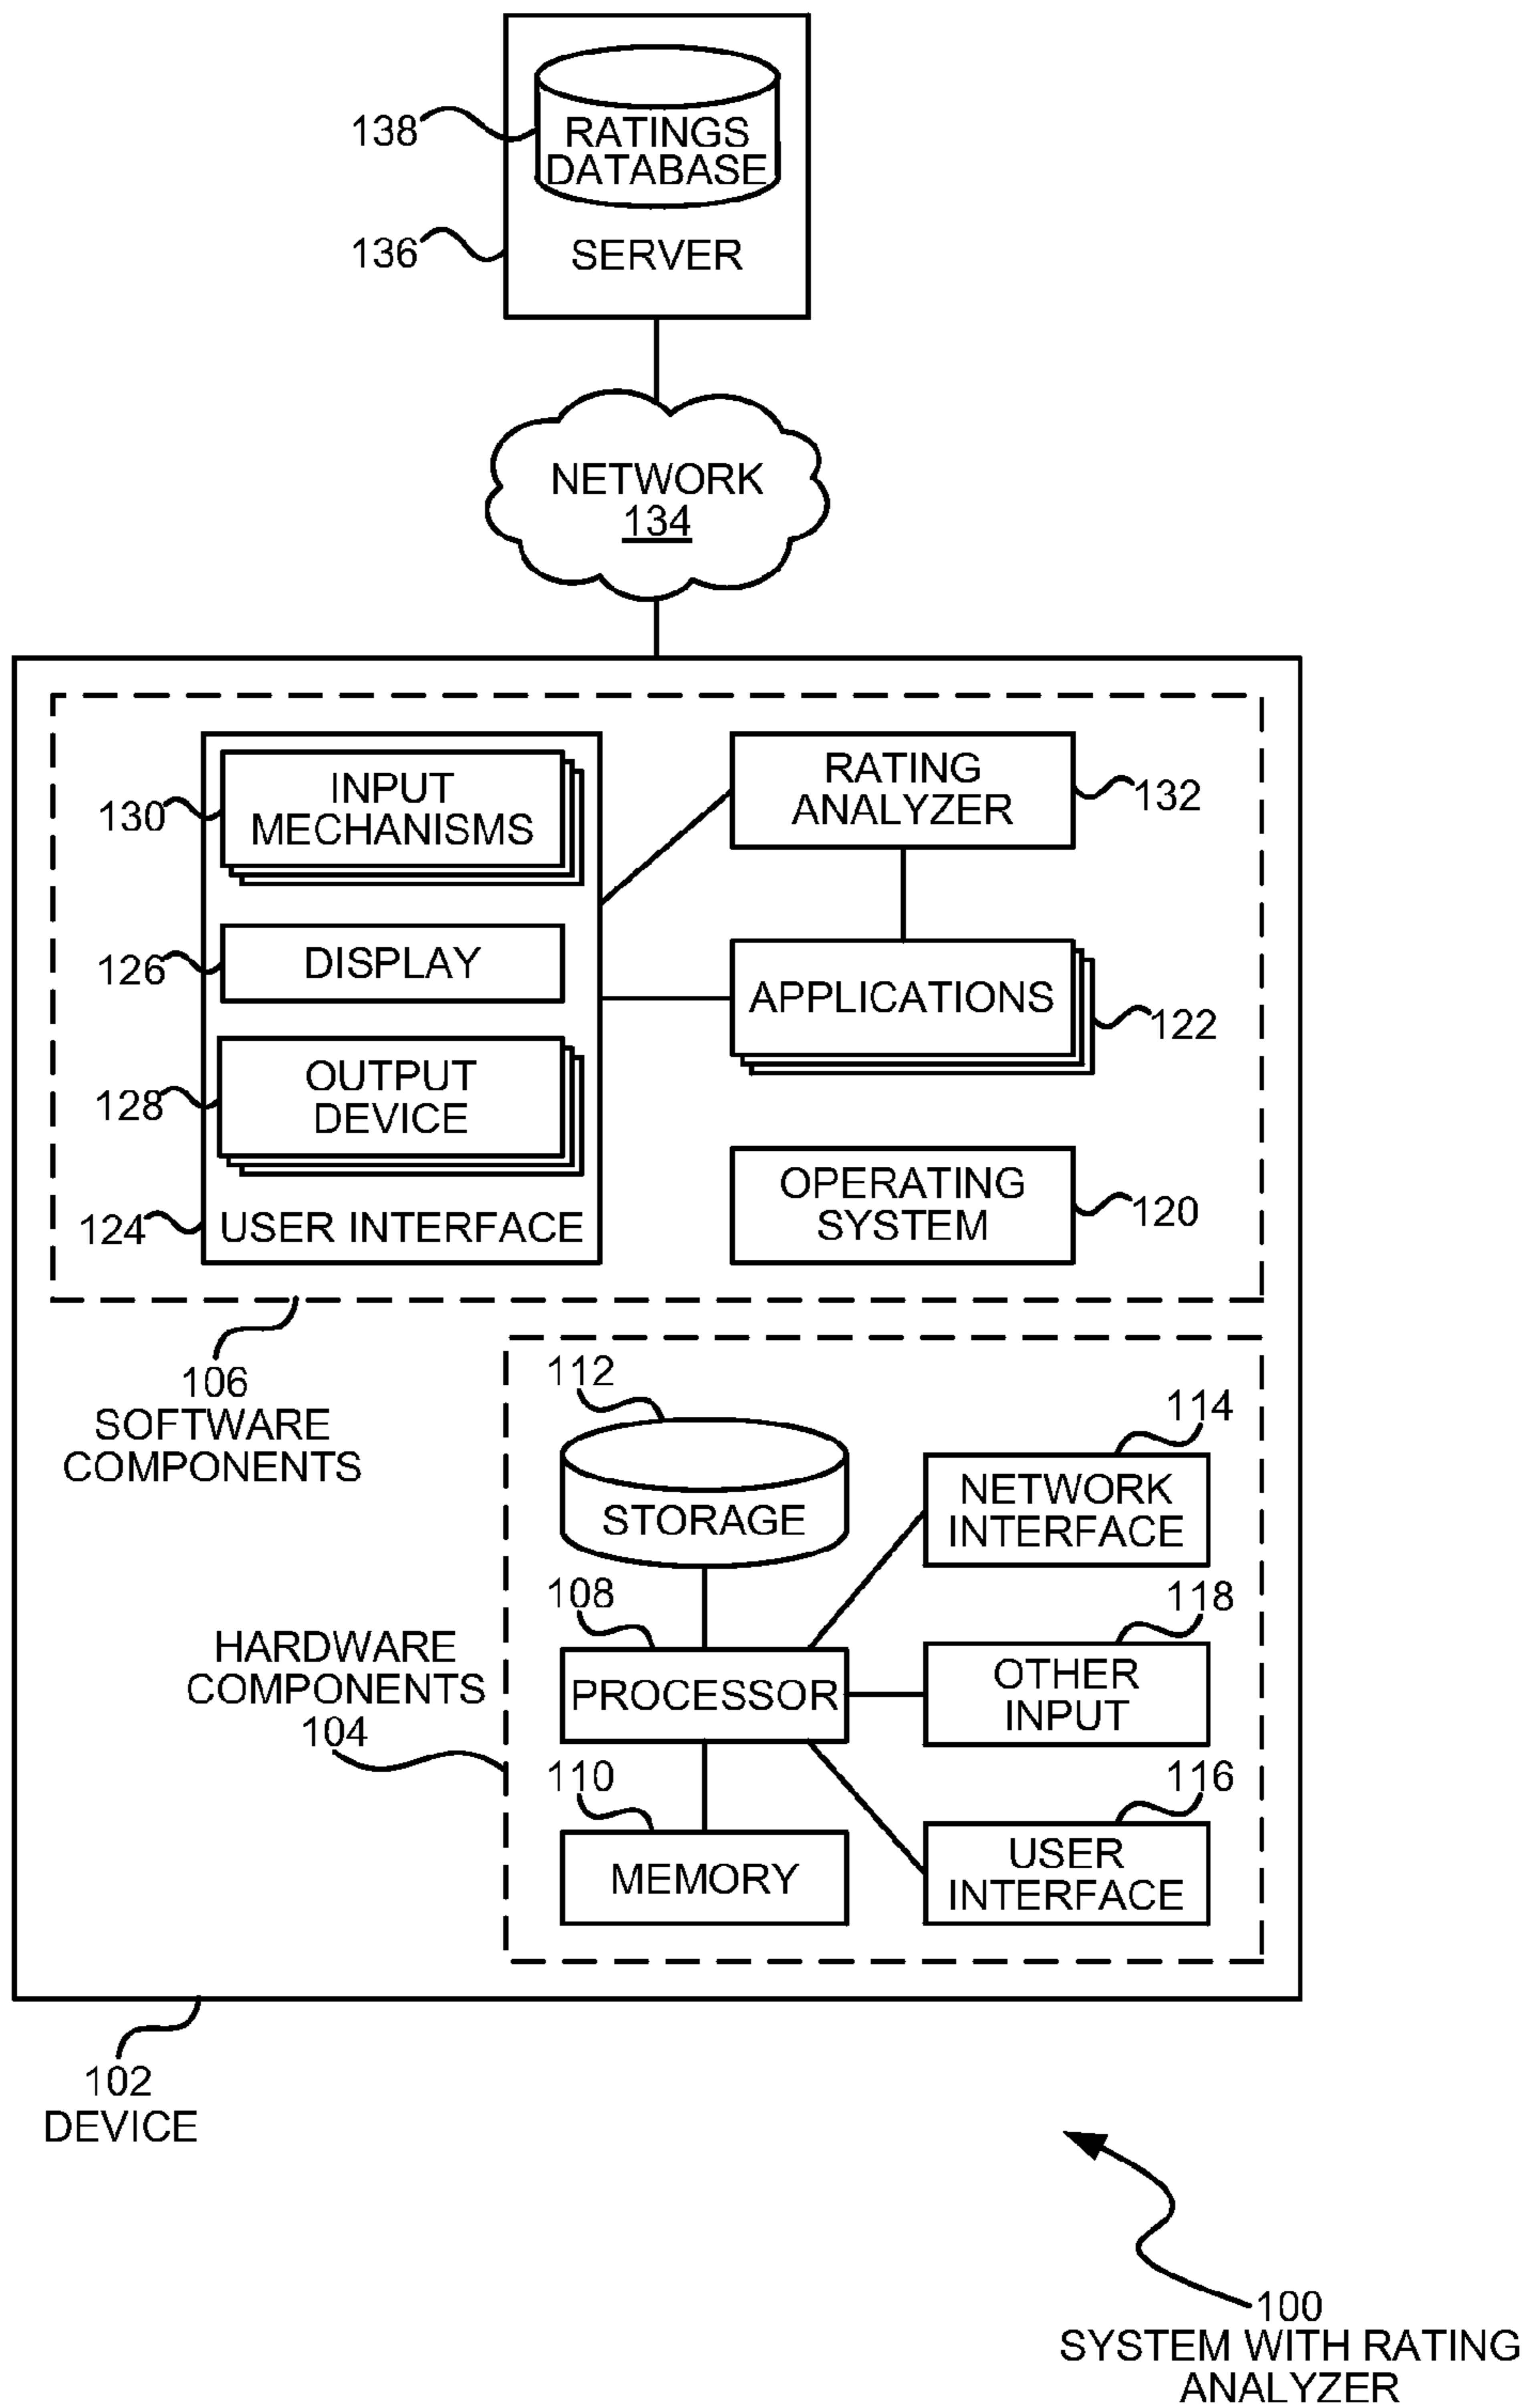 138
RATINGS
DATABASE
136
SERVER
NETWORK
134
130
INPUT
MECHANISMS
RATING
ANALYZER
132
126
DISPLAY
APPLICATIONS
122
128
OUTPUT
DEVICE
OPERATING
SYSTEM
120
124
USER INTERFACE
106
SOFTWARE
COMPONENTS
112
STORAGE
114
NETWORK
INTERFACE
108
PROCESSOR
118
OTHER
INPUT
HARDWARE
COMPONENTS
104
110
MEMORY
116
USER
INTERFACE
102
DEVICE
100
SYSTEM WITH RATING
ANALYZER